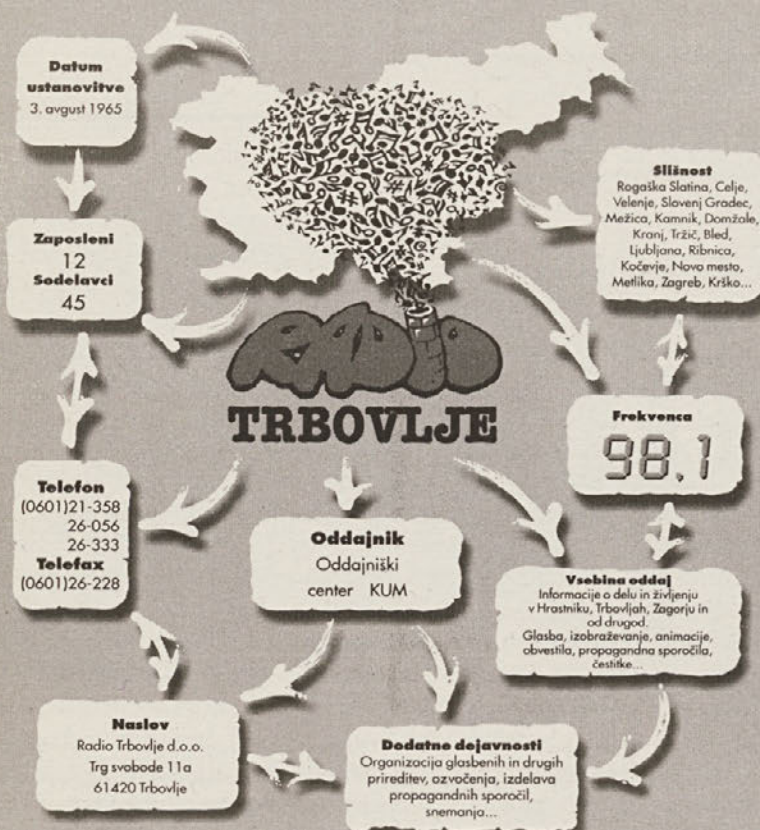 Datum
ustanovitve
3. avgust 1965
Slišnost
Rogaška Slatina, Celje,
Velenje, Slovenj Gradec,
Mežica, Kamnik, Domžale,
Kranj, Tržič, Bled,
Ljubljana, Ribnica,
Kočevje, Novo mesto,
Metlika, Zagreb, Krško...
Zaposleni
12
Sodelavci
45
RADIO
TRBOVLJE
Frekvenca
98.1
Telefon
(0601)21-358
26-056
26-333
Telefax
(0601)26-228
Oddajnik
Oddajniški
center KUM
Vsebina oddaj
Informacije o delu in življenju
v Hrastniku, Trbovljah, Zagorju in
od drugod.
Glasba, izobraževanje, animacije,
obvestila, propagandna sporočila,
čestitke...
Naslov
Radio Trbovlje d.o.o.
Trg svobode 11a
61420 Trbovlje
Dodatne dejavnosti
Organizacija glasbenih in drugih
prireditev, ozvočenja, izdelava
propagandnih sporočil,
snemanja...